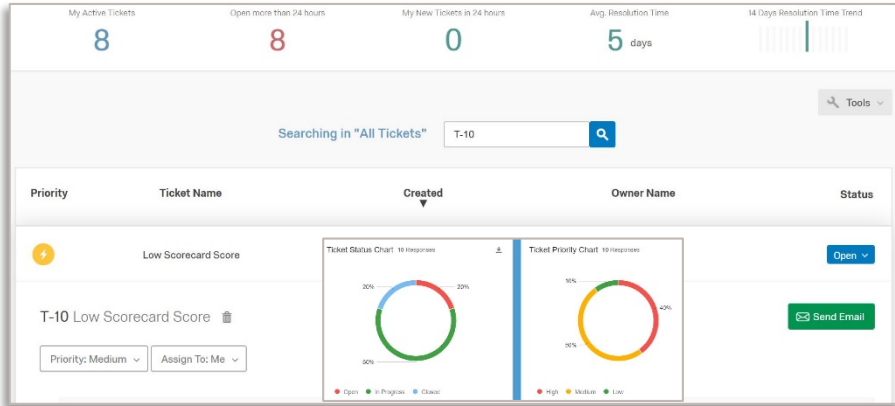 My Active Tickets
8
Open more than 24 hours
8
My New Tickets in 24 hours
0
Avg. Resolution Time
5 days
14 Days Resolution Time Trend
Tools
Searching in "All Tickets"
T-10
Priority
Ticket Name
Created
Owner Name
Status
Low Scorecard Score
Open
Ticket Status Chart 10 Responses
20%
20%
60%
Open
In Progress
Closed
Ticket Priority Chart 10 Responses
10%
40%
50%
High
Medium
Low
T-10 Low Scorecard Score
Send Email
Priority: Medium
Assign To: Me